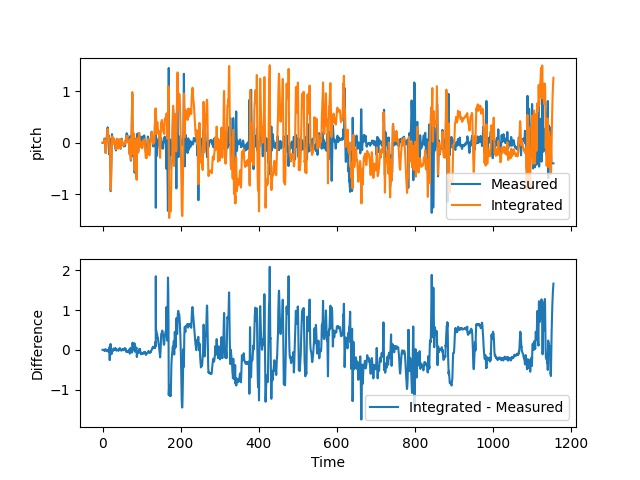 1
0
−1
pitch
Measured
Integrated
2
1
0
−1
Difference
Integrated - Measured
0
200
400
600
800
1000
1200
Time